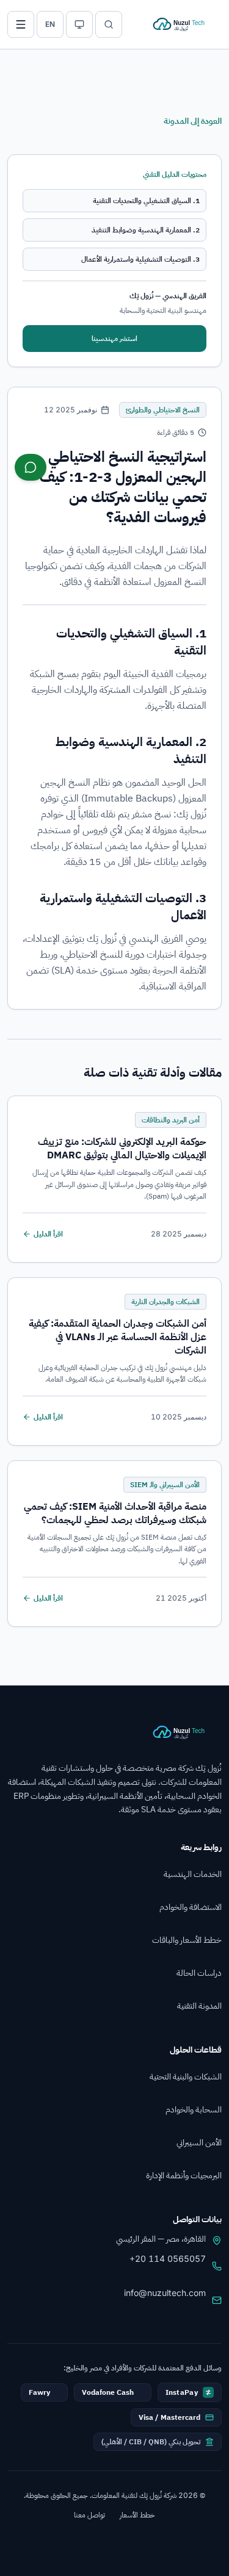 Nuzul Tech
نُزول تِك
EN
العودة إلى المدونة
محتويات الدليل التقني
1. السياق التشغيلي والتحديات التقنية
2. المعمارية الهندسية وضوابط التنفيذ
3. التوصيات التشغيلية واستمرارية الأعمال
الفريق الهندسي — نُزول تِك
مهندسو البنية التحتية والسحابة
استشر مهندسينا
النسخ الاحتياطي والطوارئ
12 نوفمبر 2025
5 دقائق قراءة
استراتيجية النسخ الاحتياطي
الهجين المعزول 3-2-1: كيف
تحمي بيانات شركتك من
فيروسات الفدية؟
لماذا تفشل الهاردات الخارجية العادية في حماية
الشركات من هجمات الفدية، وكيف تضمن تكنولوجيا
النسخ المعزول استعادة الأنظمة في دقائق.
1. السياق التشغيلي والتحديات
التقنية
برمجيات الفدية الخبيثة اليوم تقوم بمسح الشبكة
وتشفير كل الفولدرات المشتركة والهاردات الخارجية
المتصلة بالأجهزة.
2. المعمارية الهندسية وضوابط
التنفيذ
الحل الوحيد المضمون هو نظام النسخ الهجين
المعزول (Immutable Backups) الذي توفره
نُزول تِك: نسخ مشفر يتم نقله تلقائياً إلى خوادم
سحابية معزولة لا يمكن لأي فيروس أو مستخدم
تعديلها أو حذفها، مما يضمن استعادة كل برامجك
وقواعد بياناتك خلال أقل من 15 دقيقة.
3. التوصيات التشغيلية واستمرارية
الأعمال
يوصي الفريق الهندسي في نُزول تِك بتوثيق الإعدادات،
وجدولة اختبارات دورية للنسخ الاحتياطي، وربط
الأنظمة الحرجة بعقود مستوى خدمة (SLA) تضمن
المراقبة الاستباقية.
مقالات وأدلة تقنية ذات صلة
أمن البريد والنطاقات
حوكمة البريد الإلكتروني للشركات: منع تزييف
الإيميلات والاحتيال المالي بتوثيق DMARC
كيف تضمن الشركات والمجموعات الطبية حماية نطاقها من إرسال
فواتير مزيفة وتفادي وصول مراسلاتها إلى صندوق الرسائل غير
المرغوب فيها (Spam).
28 ديسمبر 2025
اقرأ الدليل
الشبكات والجدران النارية
أمن الشبكات وجدران الحماية المتقدمة: كيفية
عزل الأنظمة الحساسة عبر الـ VLANs في
الشركات
دليل مهندسي نُزول تِك في تركيب جدران الحماية الفيزيائية وعزل
شبكات الأجهزة الطبية والمحاسبة عن شبكة الضيوف العامة.
10 ديسمبر 2025
اقرأ الدليل
الأمن السيبراني والـ SIEM
منصة مراقبة الأحداث الأمنية SIEM: كيف تحمي
شبكتك وسيرفراتك برصد لحظي للهجمات؟
كيف تعمل منصة SIEM من نُزول تِك على تجميع السجلات الأمنية
من كافة السيرفرات والشبكات ورصد محاولات الاختراق والتنبيه
الفوري لها.
21 أكتوبر 2025
اقرأ الدليل
Nuzul Tech
نُزول تِك
نُزول تِك شركة مصرية متخصصة في حلول واستشارات تقنية
المعلومات للشركات. نتولى تصميم وتنفيذ الشبكات المهيكلة، استضافة
الخوادم السحابية، تأمين الأنظمة السيبرانية، وتطوير منظومات ERP
بعقود مستوى خدمة SLA موثقة.
روابط سريعة
الخدمات الهندسية
الاستضافة والخوادم
خطط الأسعار والباقات
دراسات الحالة
المدونة التقنية
قطاعات الحلول
الشبكات والبنية التحتية
السحابة والخوادم
الأمن السيبراني
البرمجيات وأنظمة الإدارة
بيانات التواصل
القاهرة، مصر — المقر الرئيسي
+20 114 0565057
info@nuzultech.com
وسائل الدفع المعتمدة للشركات والأفراد في مصر والخليج:
InstaPay
Vodafone Cash
Fawry
Visa / Mastercard
تحويل بنكي (CIB / QNB / الأهلي)
© 2026 شركة نُزول تِك لتقنية المعلومات. جميع الحقوق محفوظة.
خطط الأسعار
تواصل معنا